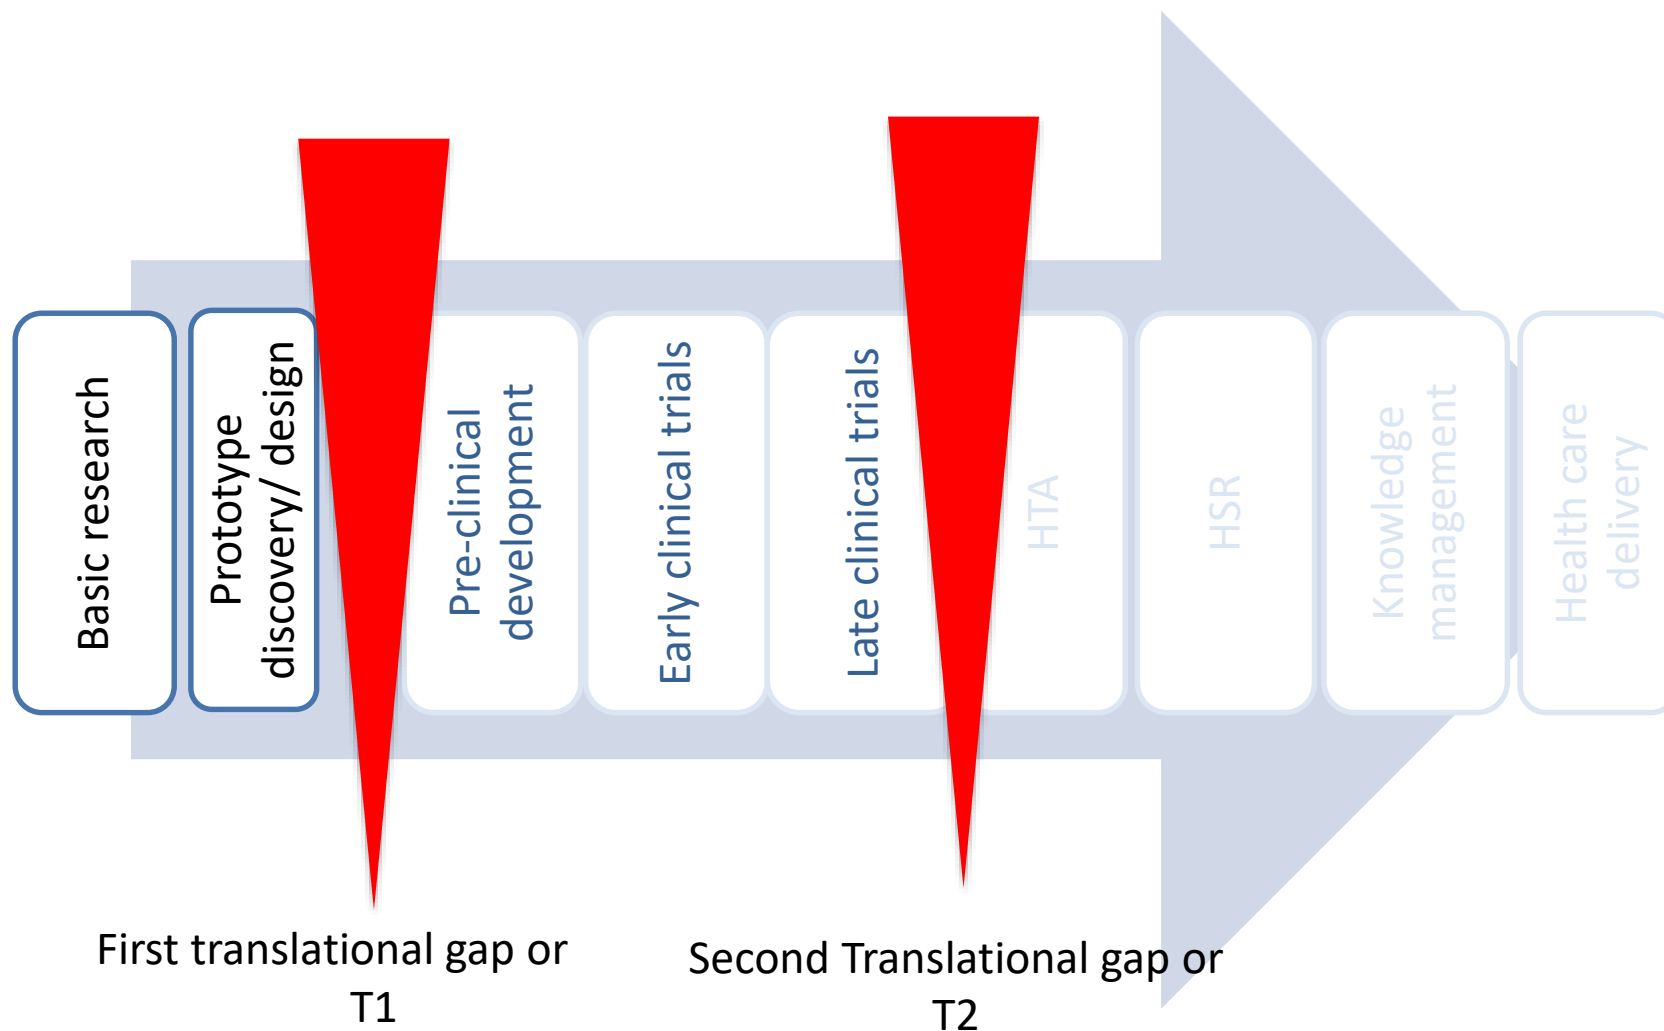 Basic research
Prototype
discovery/ design
Pre-clinical
development
Early clinical trials
Late clinical trials
HTA
HSR
Knowledge
management
Health care
delivery
First translational gap or
T1
Second Translational gap or
T2